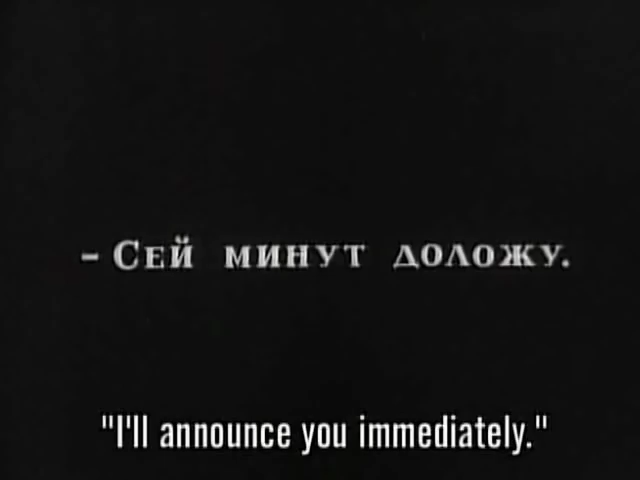 – Сей минут доложу.
"I'll announce you immediately."